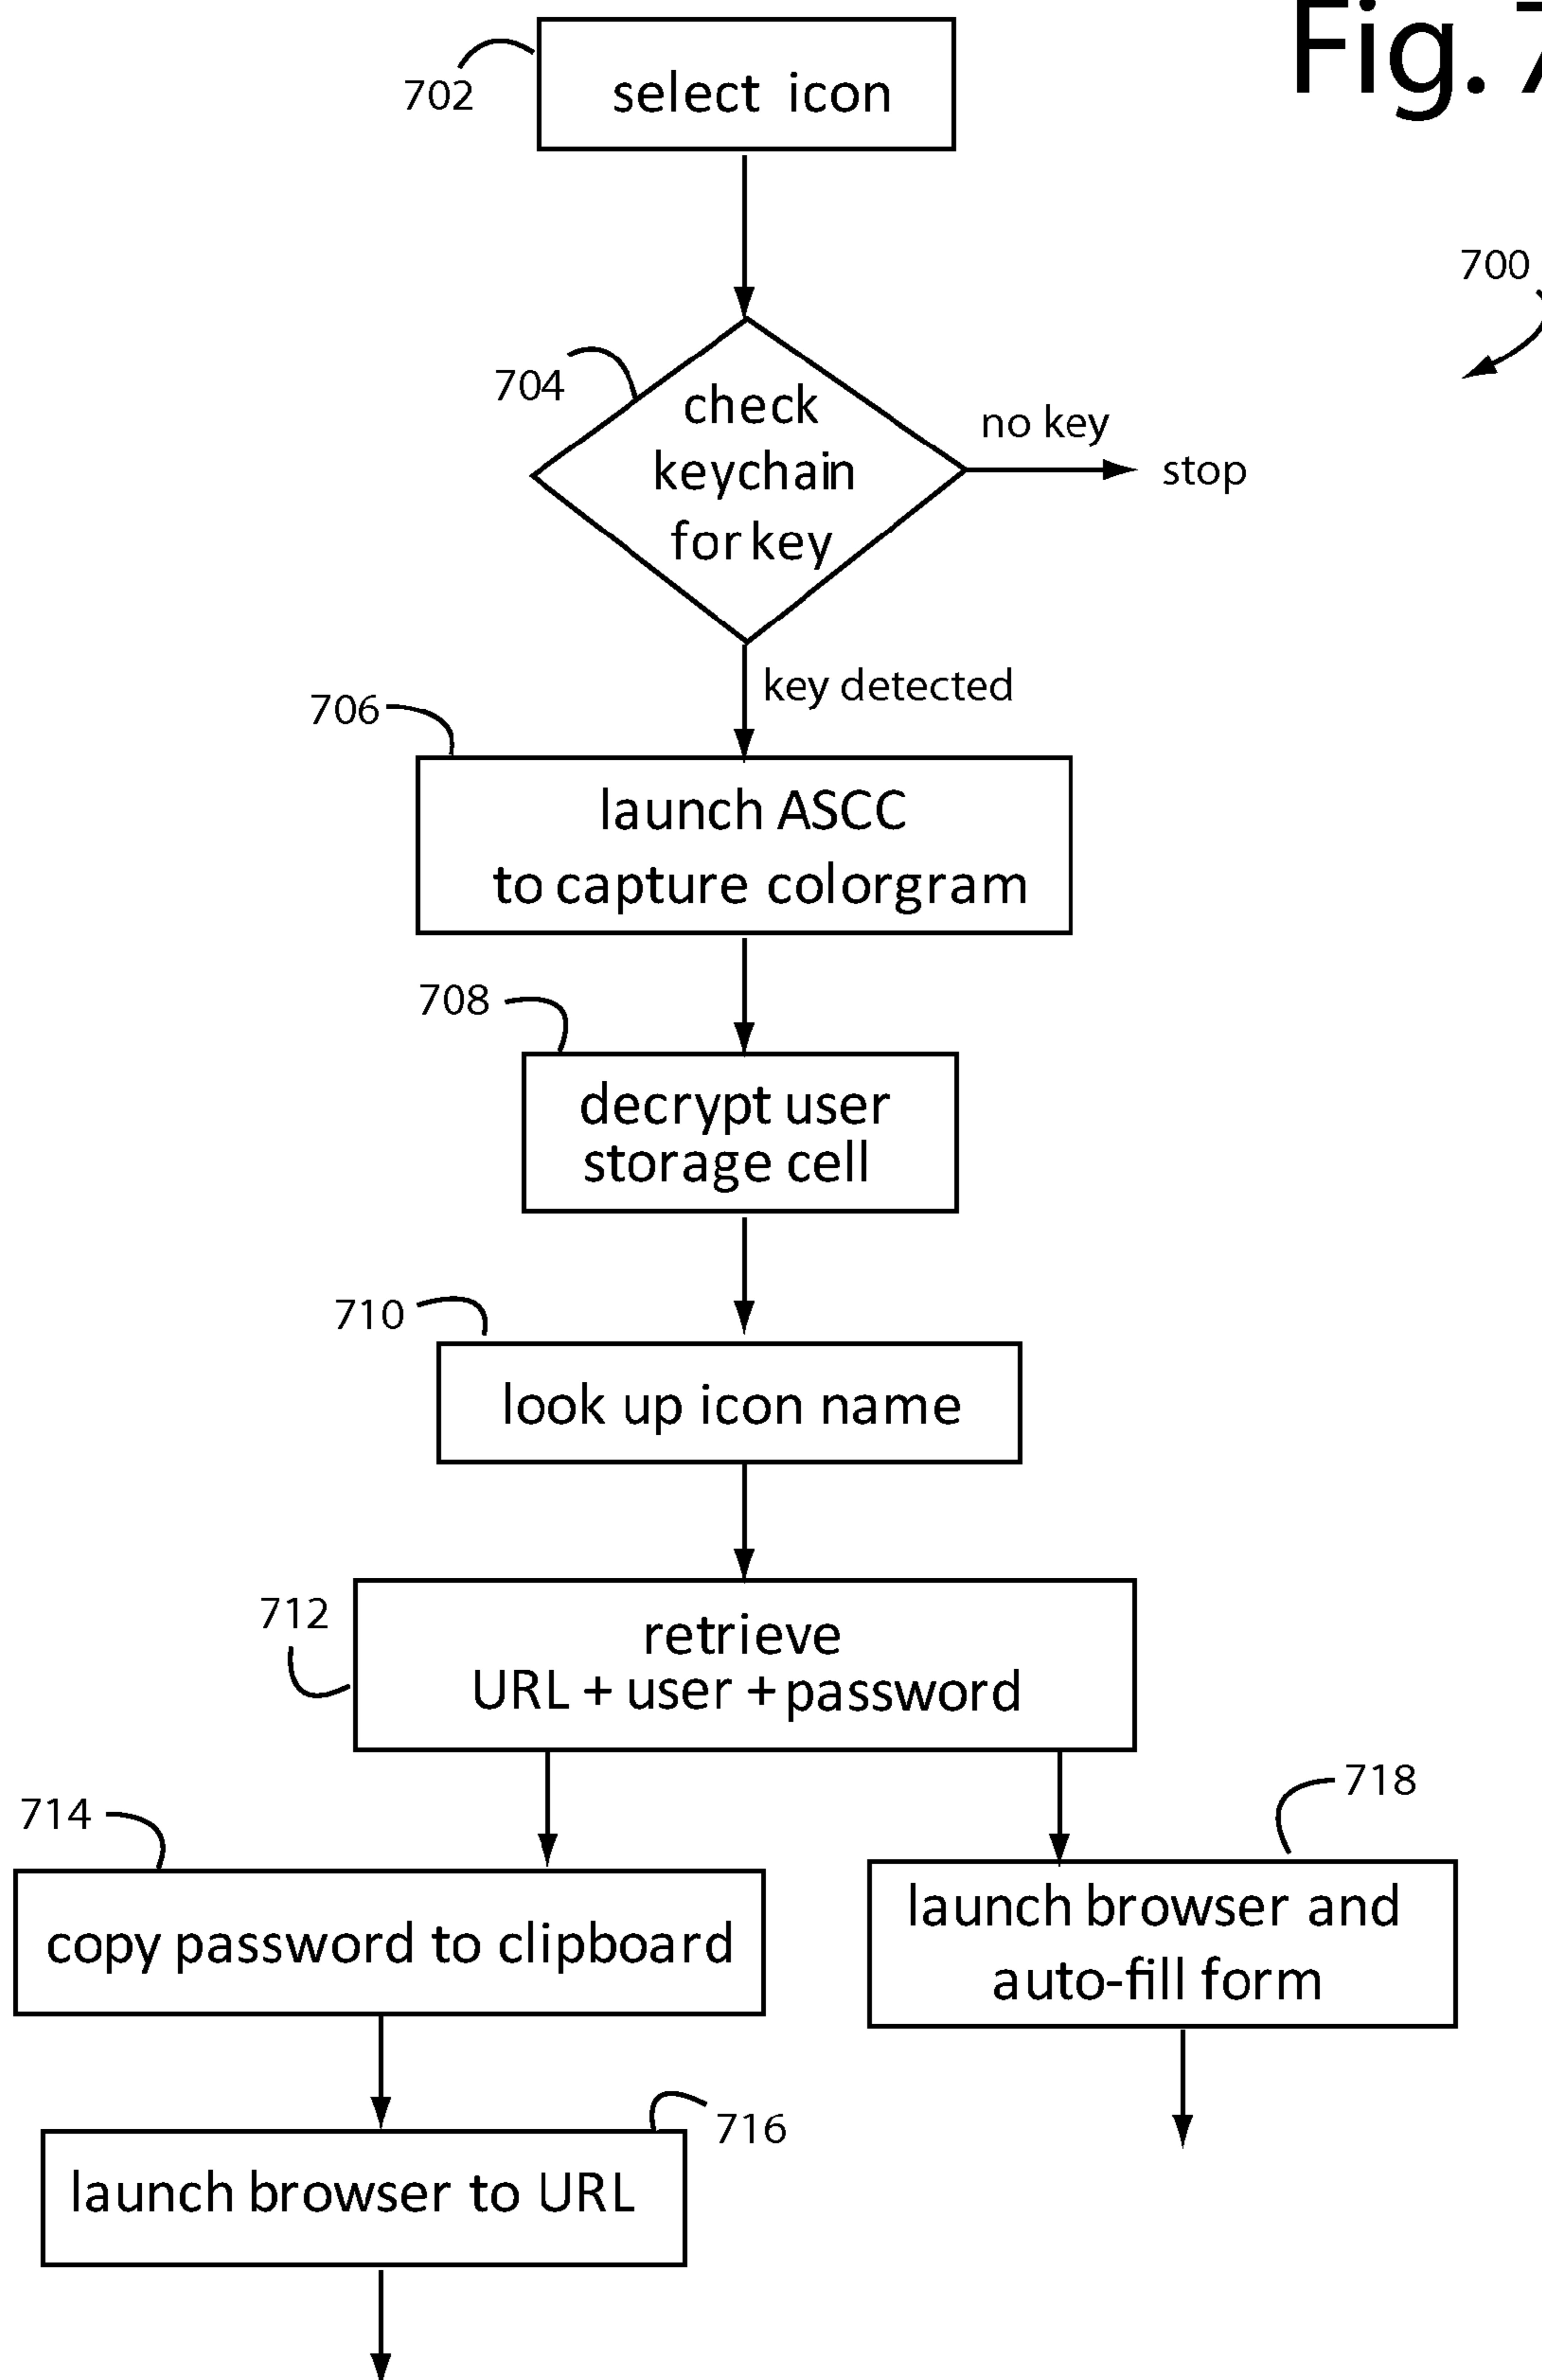 Fig. 7
702
select icon
700
704
check
keychain
for key
no key
stop
key detected
706
launch ASCC
to capture colorgram
708
decrypt user
storage cell
710
look up icon name
712
retrieve
URL + user + password
714
718
copy password to clipboard
launch browser and
auto-fill form
716
launch browser to URL